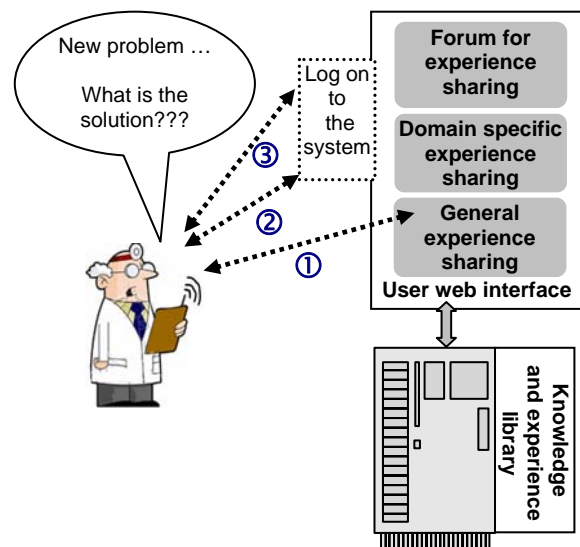 New problem …
What is the
solution???
Log on
to
the
system
Forum for
experience
sharing
Domain specific
experience
sharing
General
experience
sharing
User web interface
③
②
①
Knowledge
and experience
library